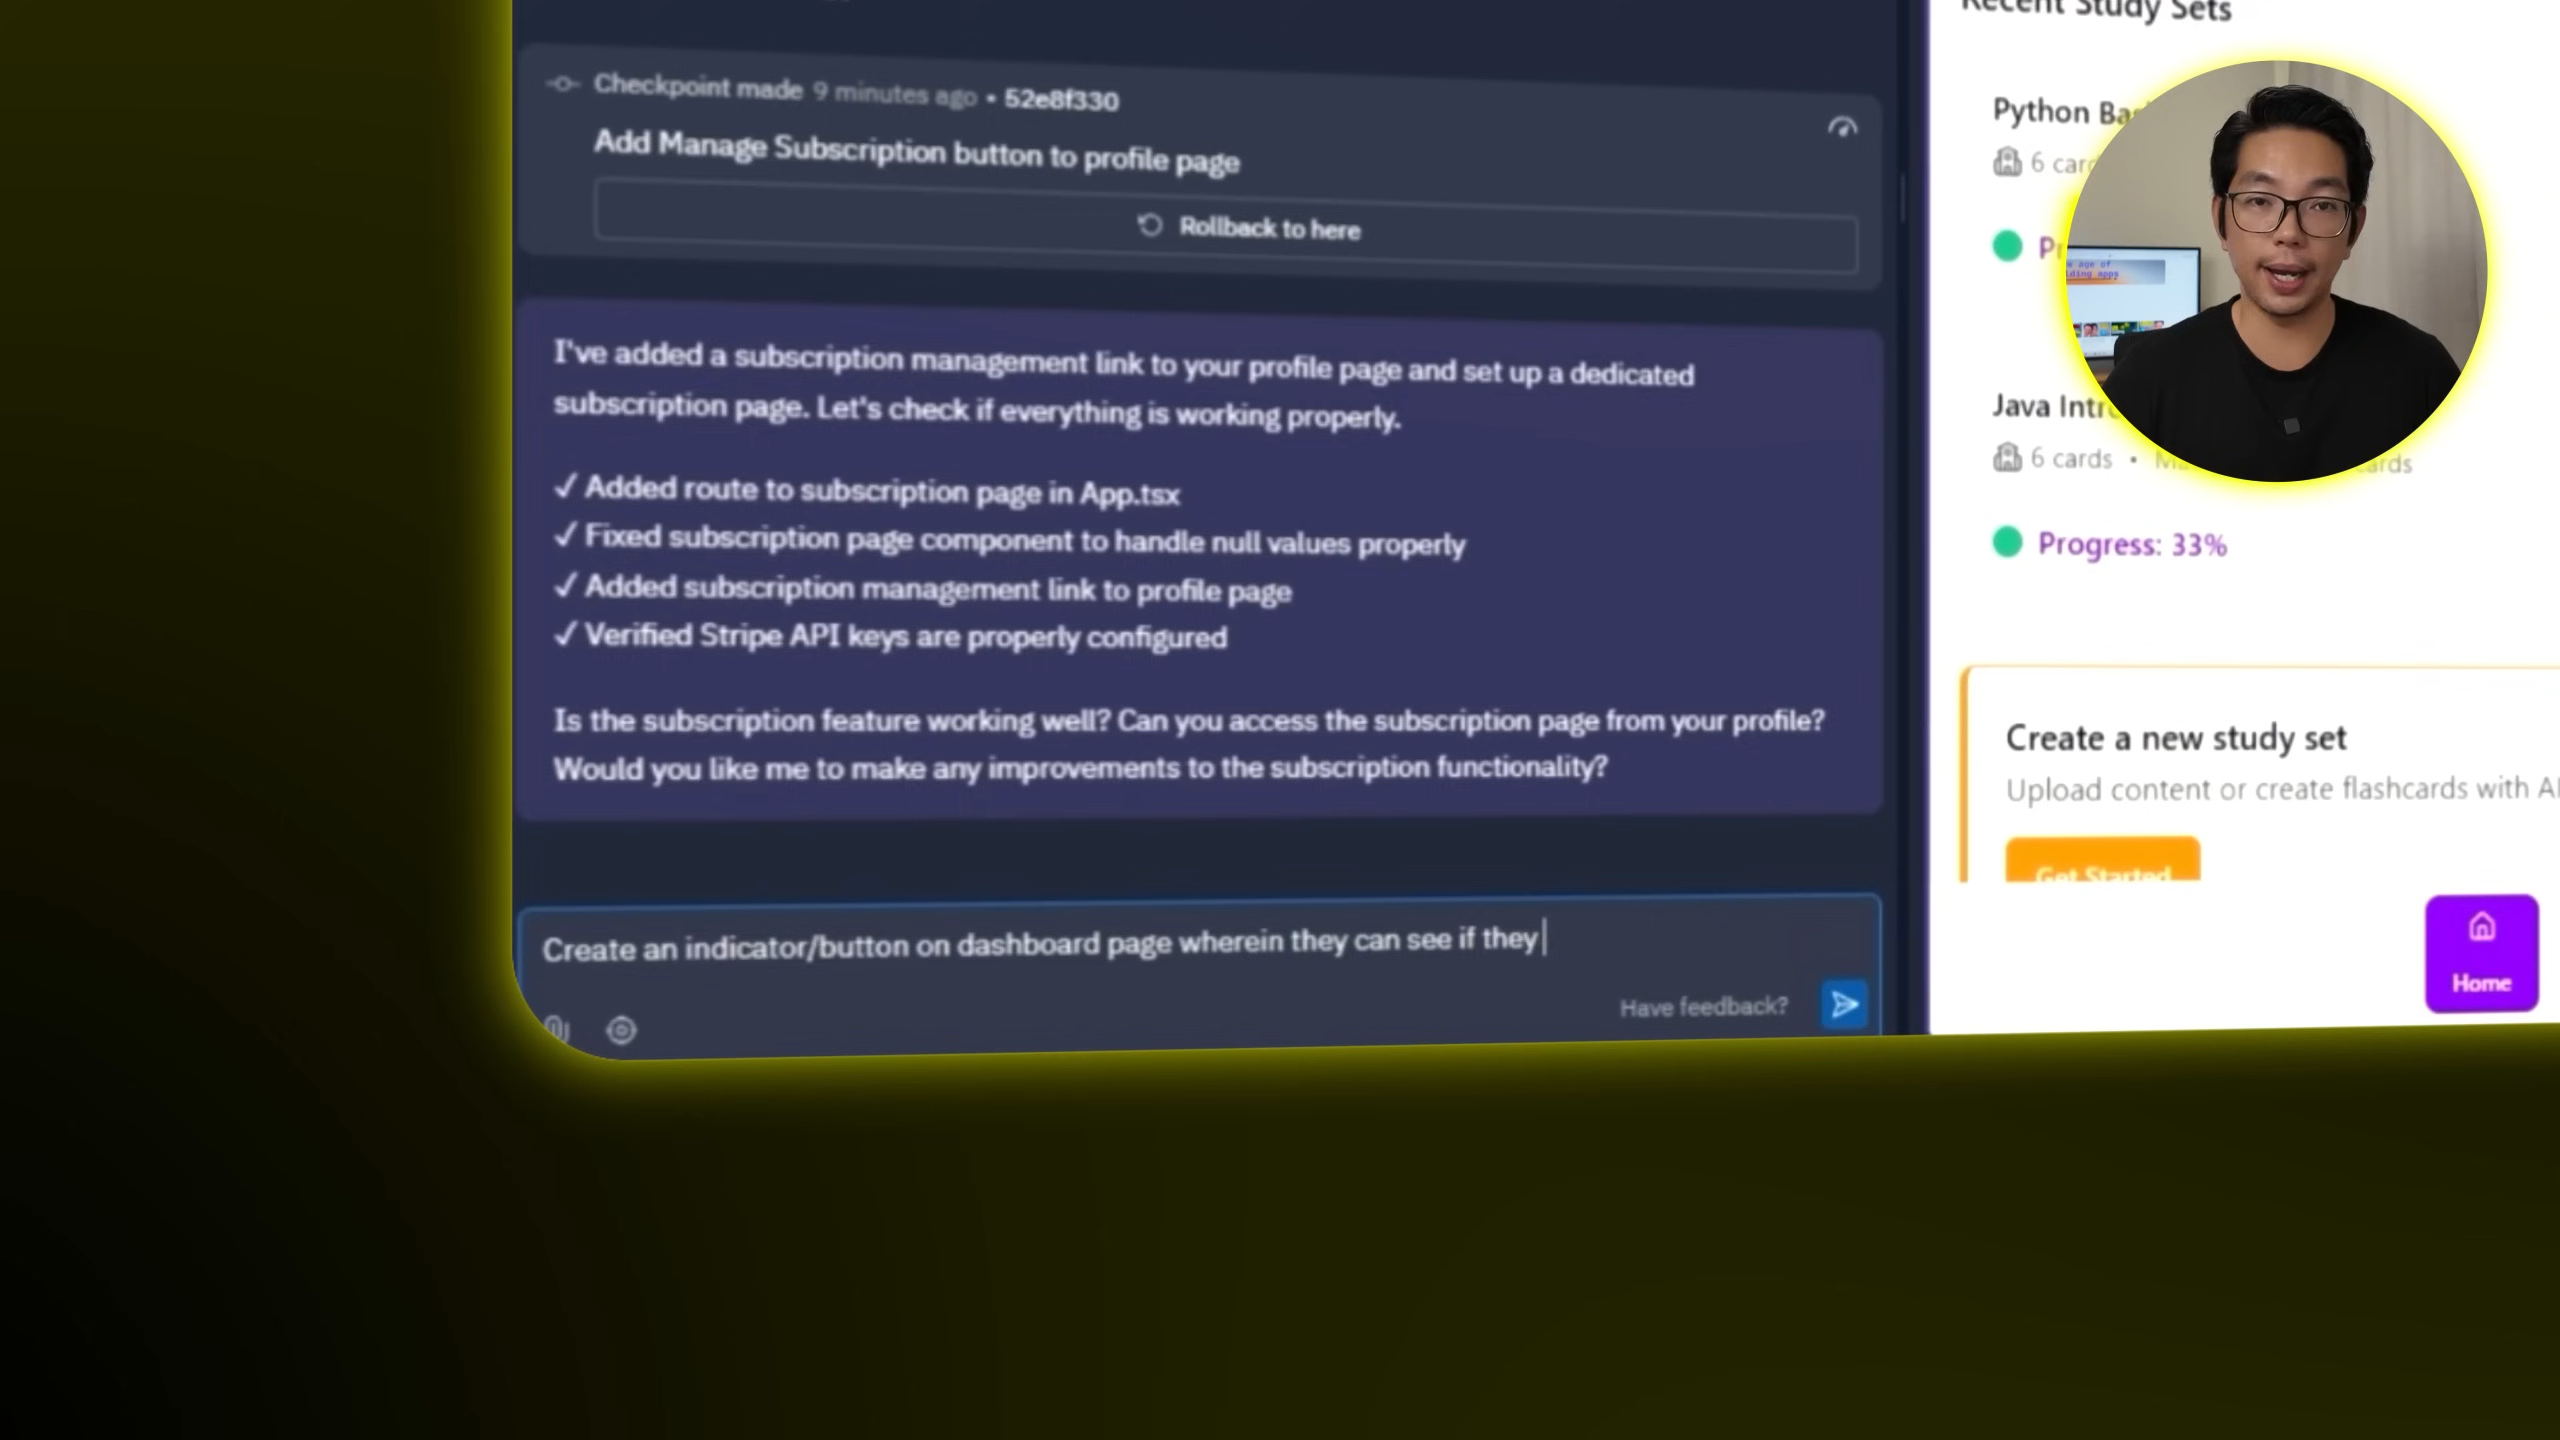 Checkpoint made 9 minutes ago • 52e8f330
Add Manage Subscription button to profile page
Rollback to here
I've added a subscription management link to your profile page and set up a dedicated
subscription page. Let's check if everything is working properly.
✓ Added route to subscription page in App.tsx
✓ Fixed subscription page component to handle null values properly
✓ Added subscription management link to profile page
✓ Verified Stripe API keys are properly configured
Is the subscription feature working well? Can you access the subscription page from your profile?
Would you like me to make any improvements to the subscription functionality?
Create an indicator/button on dashboard page wherein they can see if they
Have feedback?
Recent Study Sets
Python
6
Java
6 cards •
Progress: 33%
Create a new study set
Upload content or create flashcards with AI
Get Started
Home